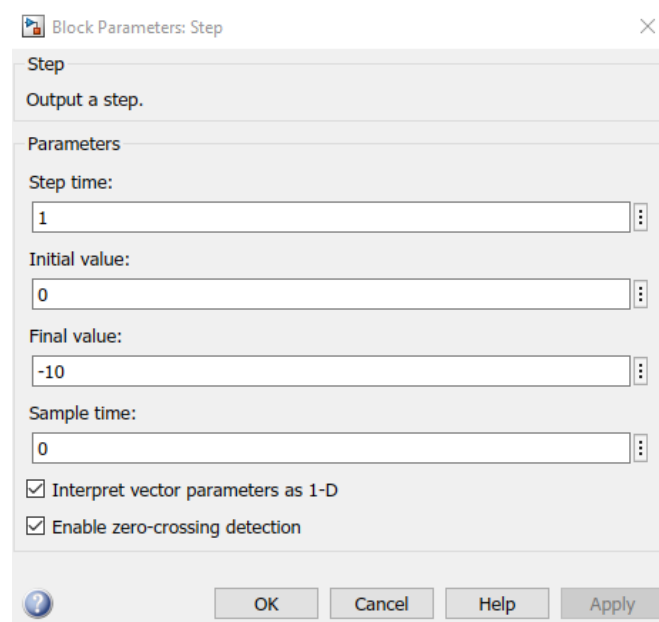 Block Parameters: Step
Step
Output a step.
Parameters
Step time:
1
Initial value:
0
Final value:
-10
Sample time:
0
Interpret vector parameters as 1-D
Enable zero-crossing detection
? OK Cancel Help Apply